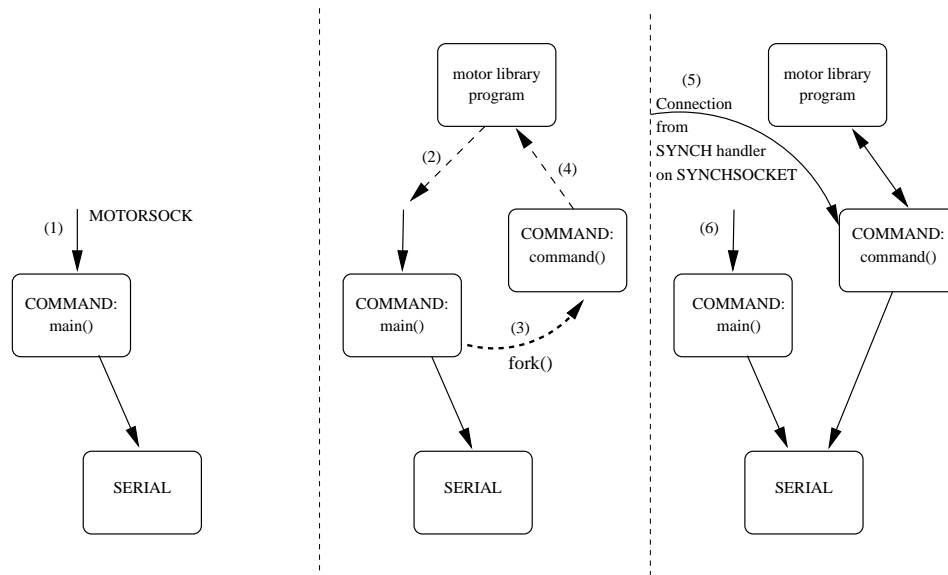 (1)
MOTORSOCK
COMMAND:
main()
SERIAL
motor library
program
(2)
(4)
COMMAND:
command()
COMMAND:
main()
(3)
fork()
SERIAL
(5)
Connection
from
SYNCH handler
on SYNCHSOCKET
motor library
program
(6)
COMMAND:
command()
COMMAND:
main()
SERIAL